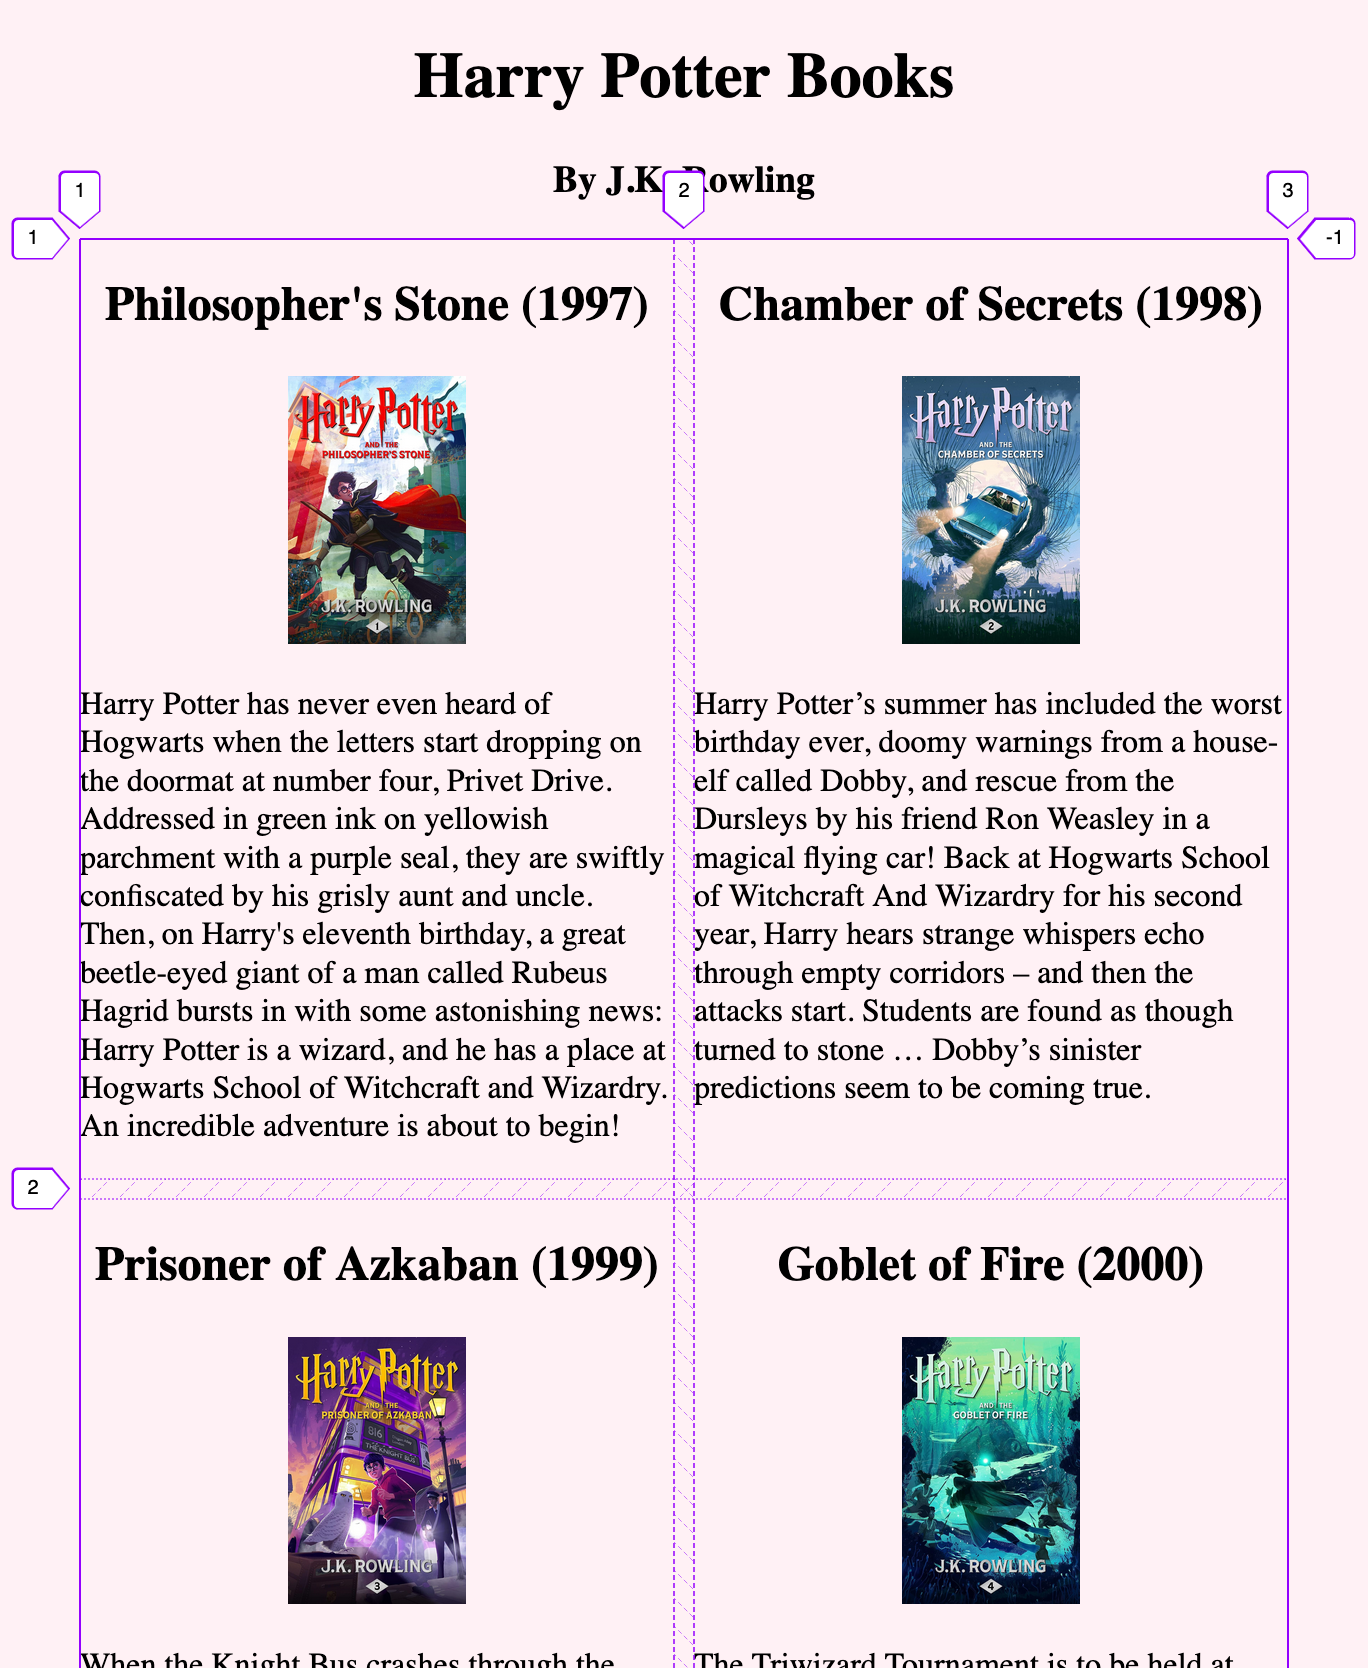 Harry Potter Books
By J.K. Rowling
1
2
3
1
-1
Philosopher's Stone (1997)
Chamber of Secrets (1998)
Harry Potter
AND THE
PHILOSOPHER'S STONE
J.K. ROWLING
1
Harry Potter
AND THE
CHAMBER OF SECRETS
J.K. ROWLING
2
Harry Potter has never even heard of
Hogwarts when the letters start dropping on
the doormat at number four, Privet Drive.
Addressed in green ink on yellowish
parchment with a purple seal, they are swiftly
confiscated by his grisly aunt and uncle.
Then, on Harry's eleventh birthday, a great
beetle-eyed giant of a man called Rubeus
Hagrid bursts in with some astonishing news:
Harry Potter is a wizard, and he has a place at
Hogwarts School of Witchcraft and Wizardry.
An incredible adventure is about to begin!
Harry Potter’s summer has included the worst
birthday ever, doomy warnings from a house-
elf called Dobby, and rescue from the
Dursleys by his friend Ron Weasley in a
magical flying car! Back at Hogwarts School
of Witchcraft And Wizardry for his second
year, Harry hears strange whispers echo
through empty corridors – and then the
attacks start. Students are found as though
turned to stone … Dobby’s sinister
predictions seem to be coming true.
2
Prisoner of Azkaban (1999)
Goblet of Fire (2000)
Harry Potter
AND THE
PRISONER OF AZKABAN
816
THE KNIGHT BUS
J.K. ROWLING
3
Harry Potter
AND THE
GOBLET OF FIRE
J.K. ROWLING
4
When the Knight Bus crashes through the
The Triwizard Tournament is to be held at